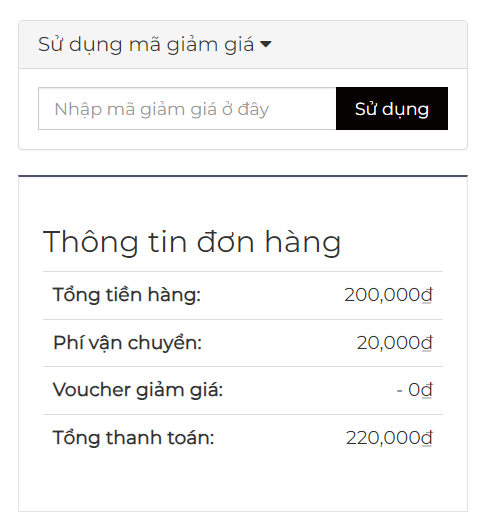 Sử dụng mã giảm giá
Nhập mã giảm giá ở đây
Sử dụng
Thông tin đơn hàng
Tổng tiền hàng: 200,000₫
Phí vận chuyển: 20,000₫
Voucher giảm giá: - 0₫
Tổng thanh toán: 220,000₫